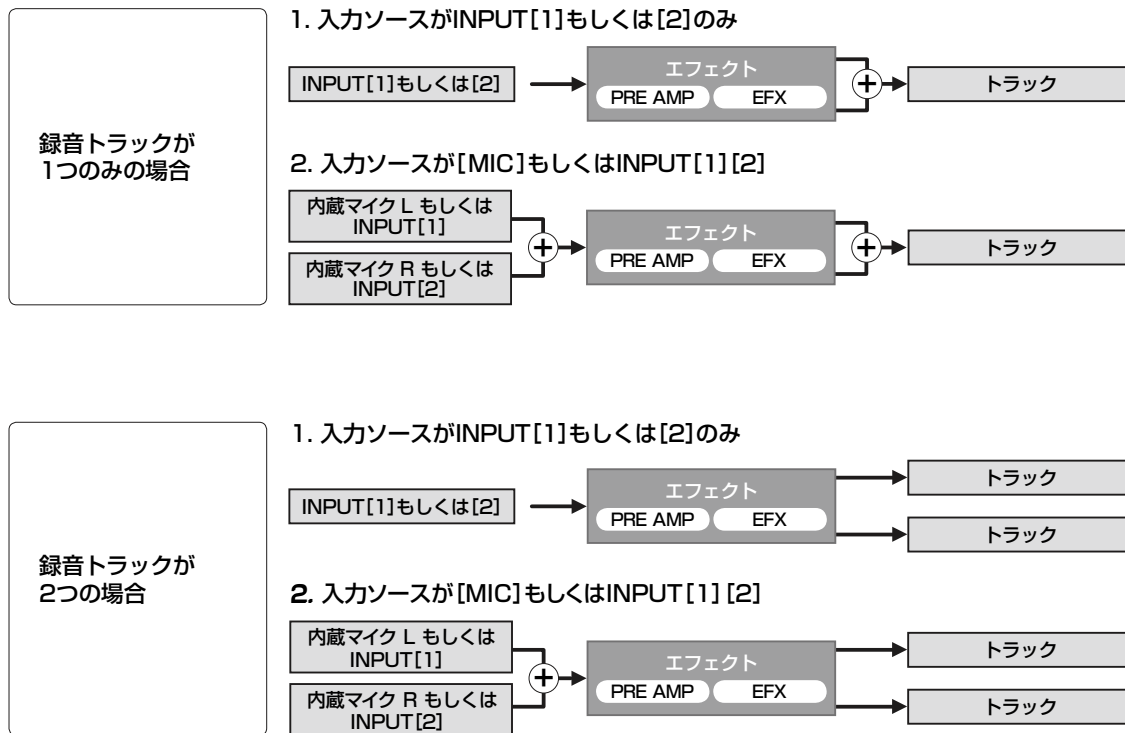 録音トラックが
1つのみの場合
1. 入力ソースがINPUT[1]もしくは[2]のみ
INPUT[1]もしくは[2]
エフェクト
PRE AMP EFX
+
トラック
2. 入力ソースが[MIC]もしくはINPUT[1][2]
内蔵マイク L もしくは
INPUT[1]
内蔵マイク R もしくは
INPUT[2]
+
エフェクト
PRE AMP EFX
+
トラック
録音トラックが
2つの場合
1. 入力ソースがINPUT[1]もしくは[2]のみ
INPUT[1]もしくは[2]
エフェクト
PRE AMP EFX
トラック
トラック
2. 入力ソースが[MIC]もしくはINPUT[1][2]
内蔵マイク L もしくは
INPUT[1]
内蔵マイク R もしくは
INPUT[2]
+
エフェクト
PRE AMP EFX
トラック
トラック